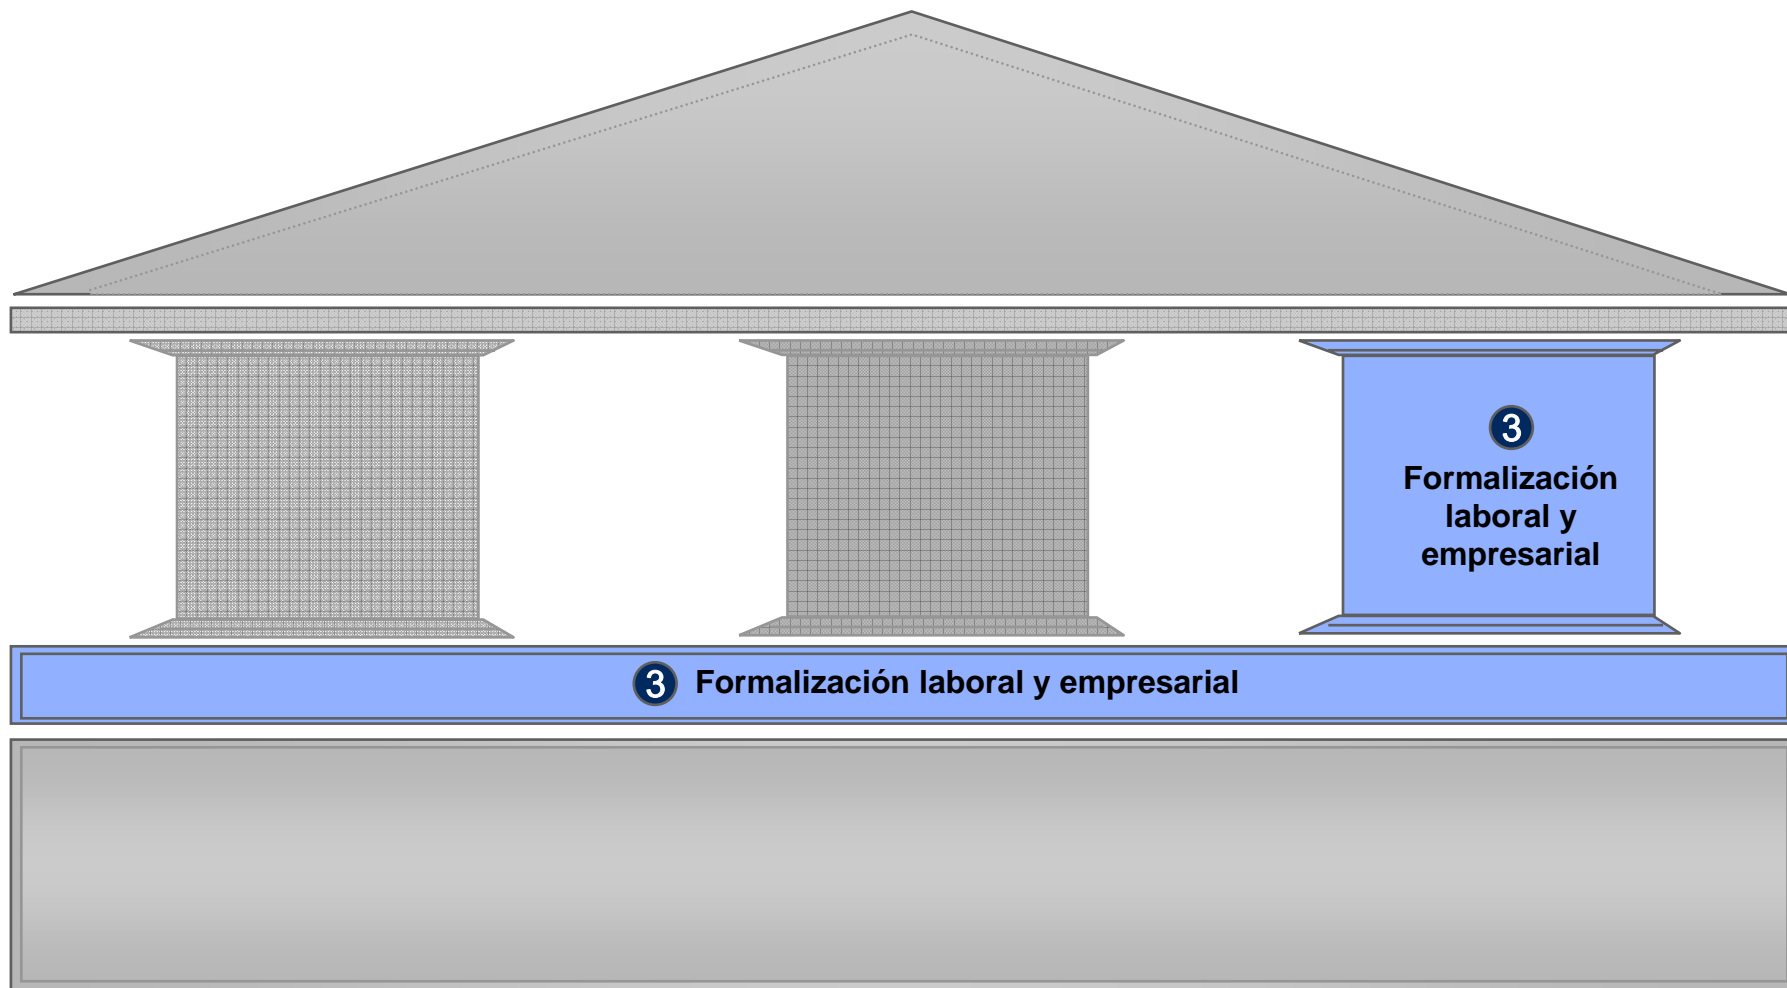 3
Formalización
laboral y
empresarial
3 Formalización laboral y empresarial